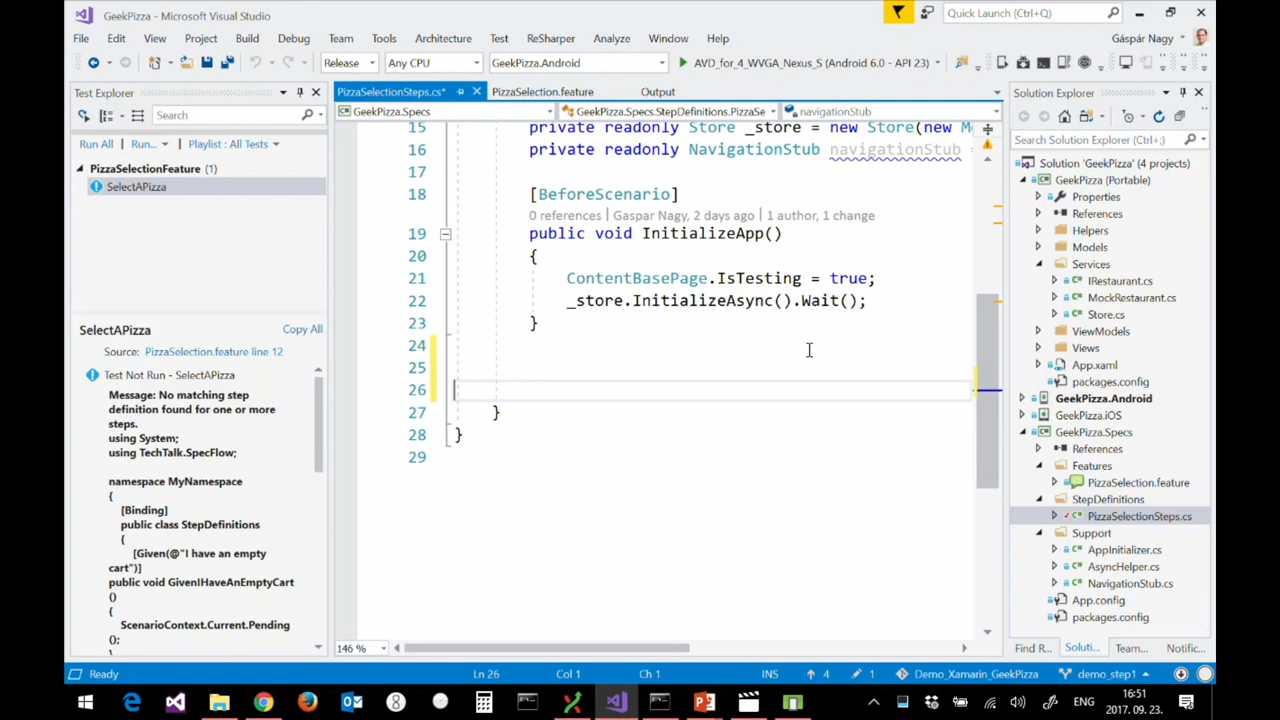 GeekPizza - Microsoft Visual Studio
Quick Launch (Ctrl+Q)
File Edit View Project Build Debug Team Tools Architecture Test ReSharper Analyze Window Help
Gáspár Nagy
Release Any CPU GeekPizza.Android AVD_for_4_WVGA_Nexus_S (Android 6.0 - API 23)
Test Explorer
Search
Run All Run... Playlist : All Tests
PizzaSelectionFeature (1)
SelectAPizza
SelectAPizza Copy All
Source: PizzaSelection.feature line 12
Test Not Run - SelectAPizza
Message: No matching step
definition found for one or more
steps.
using System;
using TechTalk.SpecFlow;
namespace MyNamespace
{
[Binding]
public class StepDefinitions
{
[Given(@"I have an empty
cart")]
public void GivenIHaveAnEmptyCart
()
{
ScenarioContext.Current.Pending
();
PizzaSelectionSteps.cs* PizzaSelection.feature Output
GeekPizza.Specs GeekPizza.Specs.StepDefinitions.PizzaSe navigationStub
15 private readonly Store _store = new Store(new M
16 private readonly NavigationStub navigationStub =
17
18 [BeforeScenario]
0 references | Gaspar Nagy, 2 days ago | 1 author, 1 change
19 public void InitializeApp()
20 {
21 ContentBasePage.IsTesting = true;
22 _store.InitializeAsync().Wait();
23 }
24
25
26
27 }
28 }
29
146 %
Solution Explorer
Search Solution Explorer (Ctrl+;)
Solution 'GeekPizza' (4 projects)
GeekPizza (Portable)
Properties
References
Helpers
Models
Services
IRestaurant.cs
MockRestaurant.cs
Store.cs
ViewModels
Views
App.xaml
packages.config
GeekPizza.Android
GeekPizza.iOS
GeekPizza.Specs
References
Features
PizzaSelection.feature
StepDefinitions
PizzaSelectionSteps.cs
Support
AppInitializer.cs
AsyncHelper.cs
NavigationStub.cs
App.config
packages.config
Find R... Soluti... Team... Notific...
Ready Ln 26 Col 1 Ch 1 INS 4 1 Demo_Xamarin_GeekPizza demo_step1
ENG
16:51
2017. 09. 23.